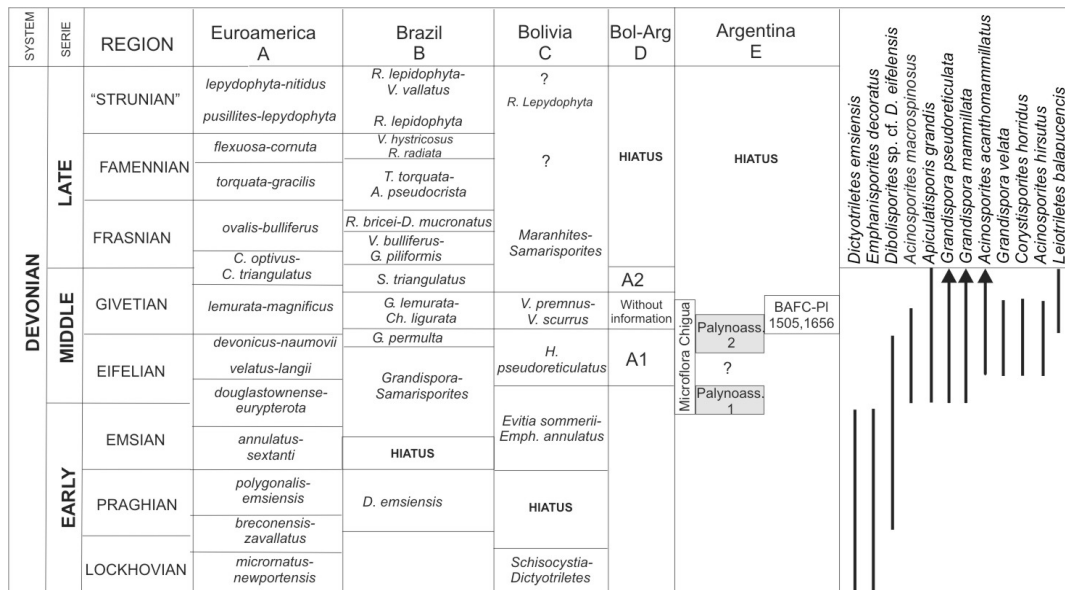 SYSTEM
SERIE
REGION
Euroamerica
A
Brazil
B
Bolivia
C
Bol-Arg
D
Argentina
E
DEVONIAN
LATE
MIDDLE
EARLY
"STRUNIAN"
FAMENNIAN
FRASNIAN
GIVETIAN
EIFELIAN
EMSIAN
PRAGHIAN
LOCKHOVIAN
lepydophyta-nitidus
pusillites-lepydophyta
flexuosa-cornuta
torquata-gracilis
ovalis-bulliferus
C. optivus-
C. triangulatus
lemurata-magnificus
devonicus-naumovii
velatus-langii
douglastownense-
eurypterota
annulatus-
sextanti
polygonalis-
emsiensis
breconensis-
zavallatus
micrornatus-
newportensis
R. lepidophyta-
V. vallatus
R. lepidophyta
V. hystricosus
R. radiata
T. torquata-
A. pseudocrista
R. bricei-D. mucronatus
V. bulliferus-
G. piliformis
S. triangulatus
G. lemurata-
Ch. ligurata
G. permulta
Grandispora-
Samarisporites
HIATUS
D. emsiensis
?
R. Lepydophyta
?
Maranhites-
Samarisporites
V. premnus-
V. scurrus
H.
pseudoreticulatus
Evitia sommerii-
Emph. annulatus
HIATUS
Schisocystia-
Dictyotriletes
HIATUS
A2
Without
information
A1
HIATUS
Microflora Chigua
Palynoass.
2
?
Palynoass.
1
BAFC-PI
1505,1656
Dictyotriletes emsiensis
Emphanisporites decoratus
Dibolisporites sp. cf. D. eifelensis
Acinosporites macrospinosus
Apiculatisporis grandis
Grandispora pseudoreticulata
Grandispora mammillata
Acinosporites acanthomammillatus
Grandispora velata
Corystisporites horridus
Acinosporites hirsutus
Leiotriletes balapucencis